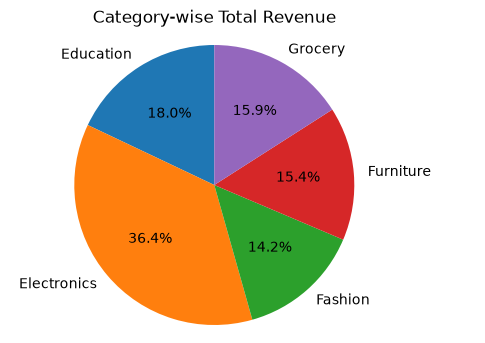 Category-wise Total Revenue
Education
Grocery
18.0%
15.9%
Furniture
15.4%
36.4%
14.2%
Electronics
Fashion